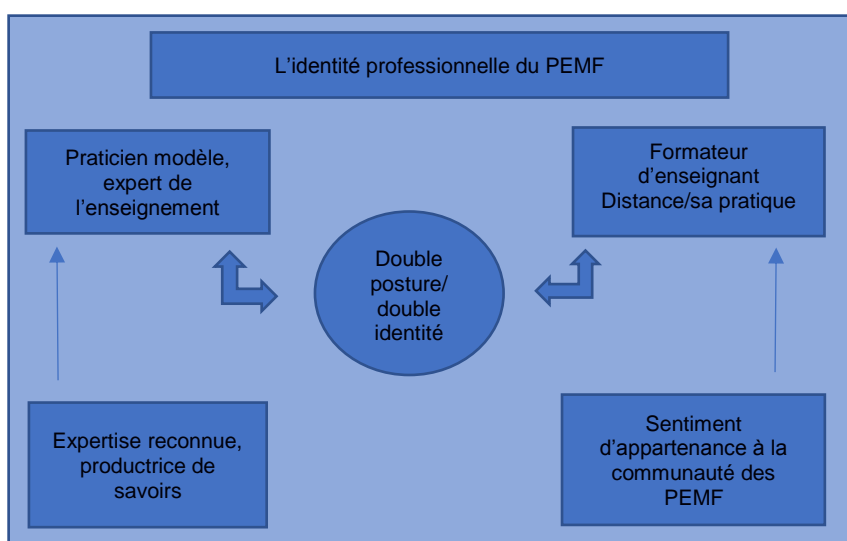 L’identité professionnelle du PEMF
Praticien modèle,
expert de
l’enseignement
Formateur
d’enseignant
Distance/sa pratique
Double
posture/
double
identité
Expertise reconnue,
productrice de
savoirs
Sentiment
d’appartenance à la
communauté des
PEMF